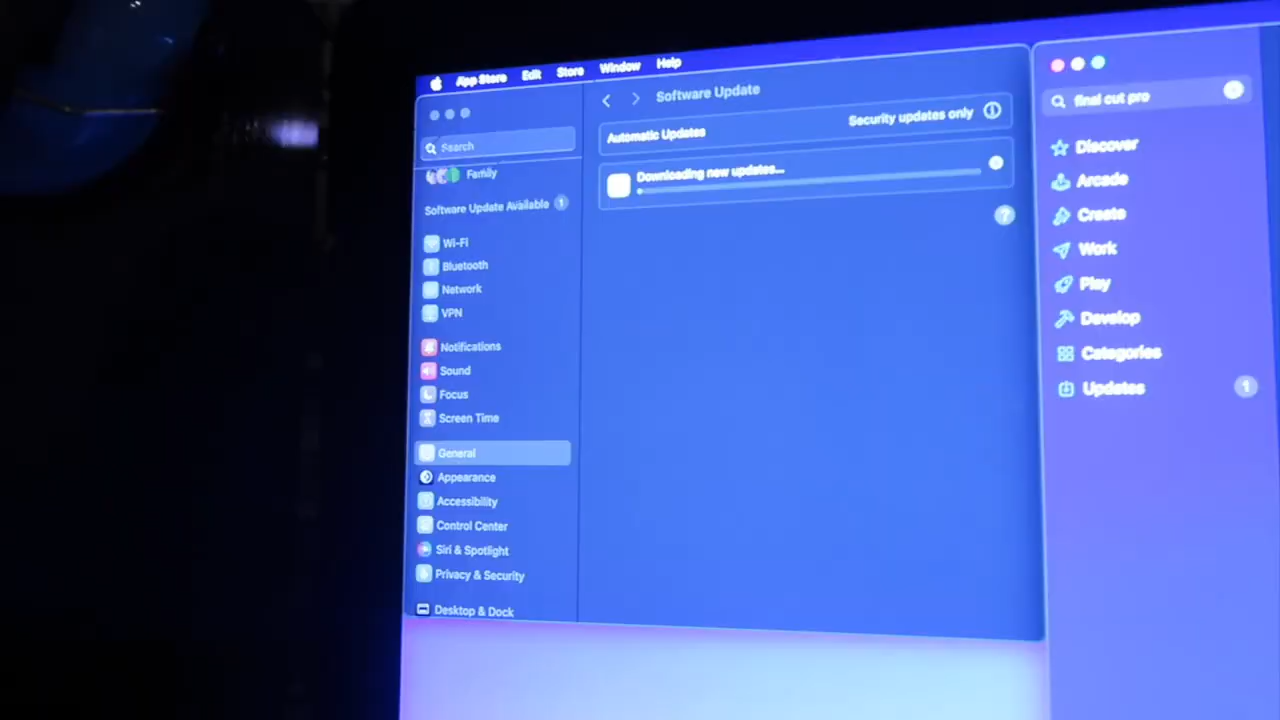 App Store Edit Store Window Help
Software Update
Search
Family
Software Update Available 1
Wi-Fi
Bluetooth
Network
VPN
Notifications
Sound
Focus
Screen Time
General
Appearance
Accessibility
Control Center
Siri & Spotlight
Privacy & Security
Desktop & Dock
Automatic Updates Security updates only
Downloading new updates...
?
final cut pro
Discover
Arcade
Create
Work
Play
Develop
Categories
Updates 1